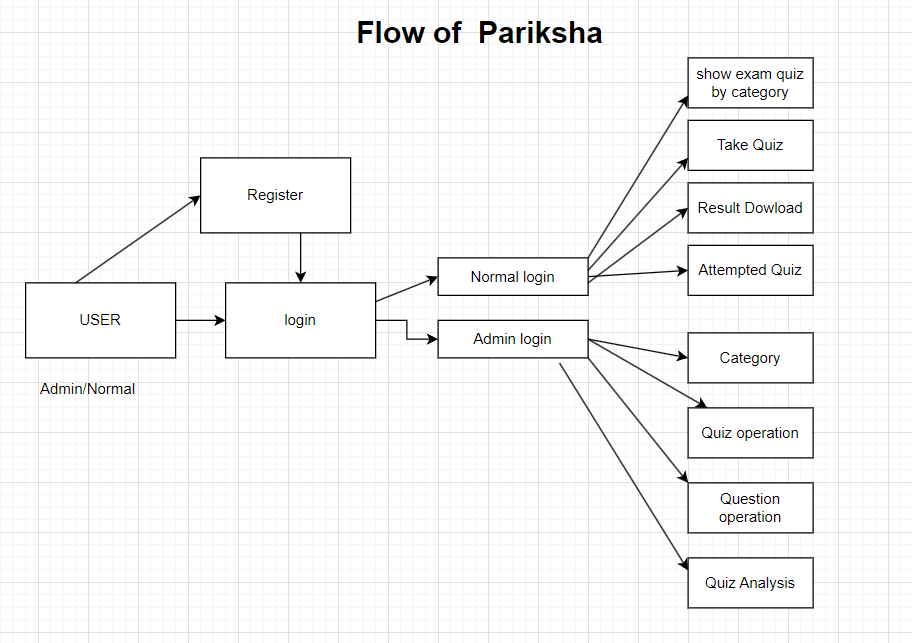 Flow of  Pariksha
show exam quiz
by category
Take Quiz
Register
Result Dowload
Normal login
Attempted Quiz
USER
login
Admin login
Category
Admin/Normal
Quiz operation
Question
operation
Quiz Analysis